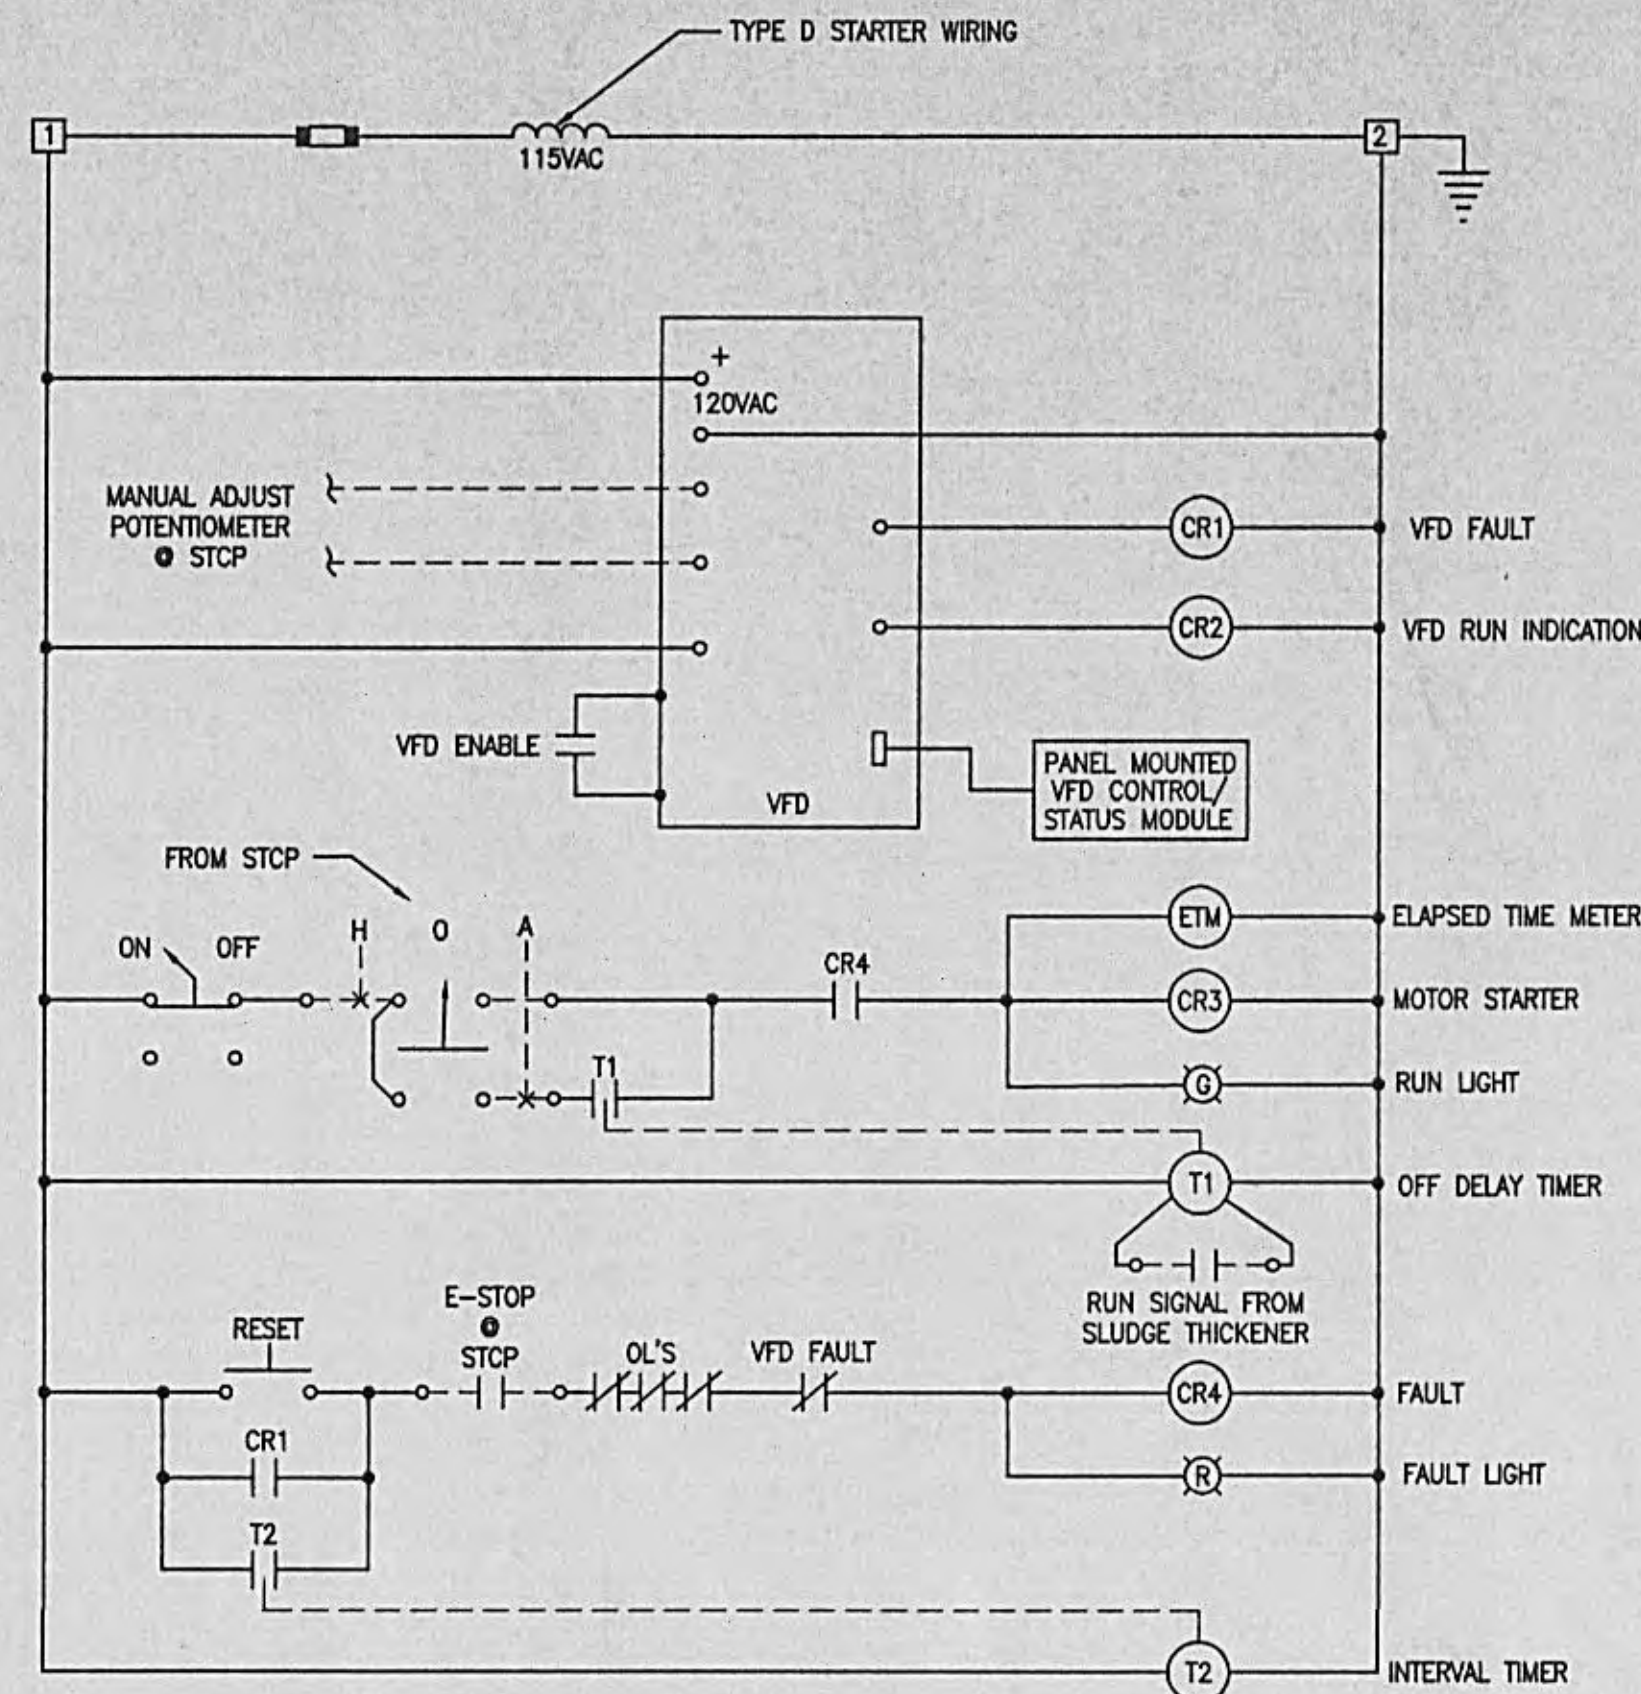 TYPE D STARTER WIRING
1
2
115VAC
+
120VAC
MANUAL ADJUST
POTENTIOMETER
@ STCP
CR1
VFD FAULT
CR2
VFD RUN INDICATION
VFD ENABLE
VFD
PANEL MOUNTED
VFD CONTROL/
STATUS MODULE
FROM STCP
ON
OFF
H
O
A
CR4
ETM
ELAPSED TIME METER
CR3
MOTOR STARTER
T1
G
RUN LIGHT
T1
OFF DELAY TIMER
RUN SIGNAL FROM
SLUDGE THICKENER
RESET
E-STOP
@
STCP
OL'S
VFD FAULT
CR4
FAULT
CR1
R
FAULT LIGHT
T2
T2
INTERVAL TIMER